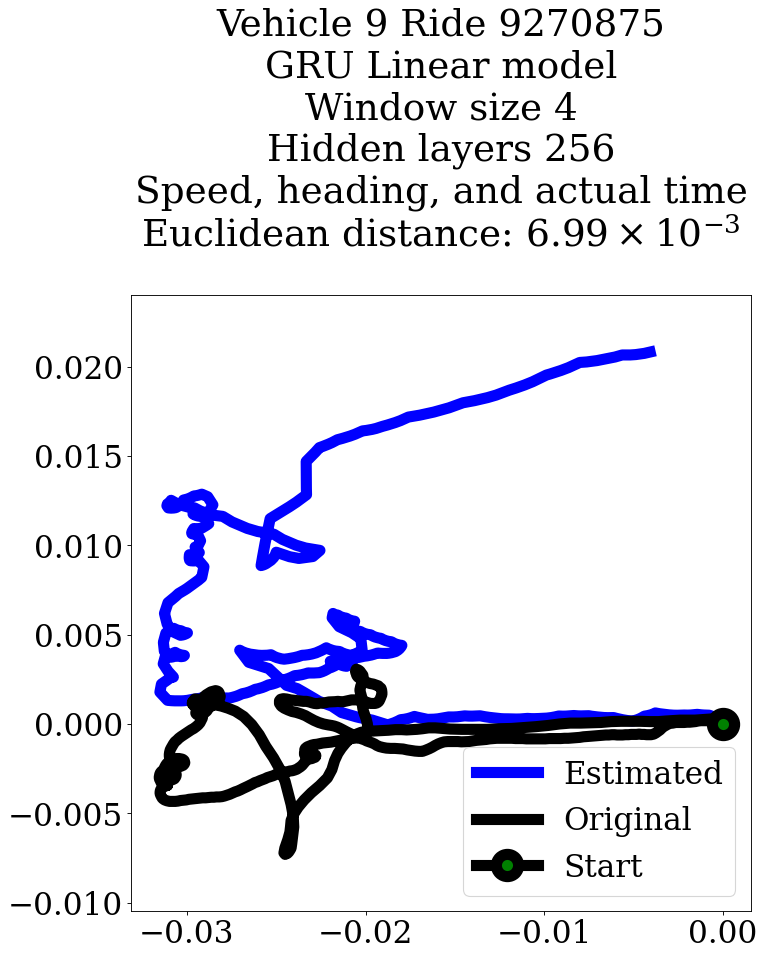 Vehicle 9 Ride 9270875
GRU Linear model
Window size 4
Hidden layers 256
Speed, heading, and actual time
Euclidean distance: 6.99 × 10⁻³
0.020
0.015
0.010
0.005
0.000
−0.005
−0.010
Estimated
Original
Start
−0.03
−0.02
−0.01
0.00